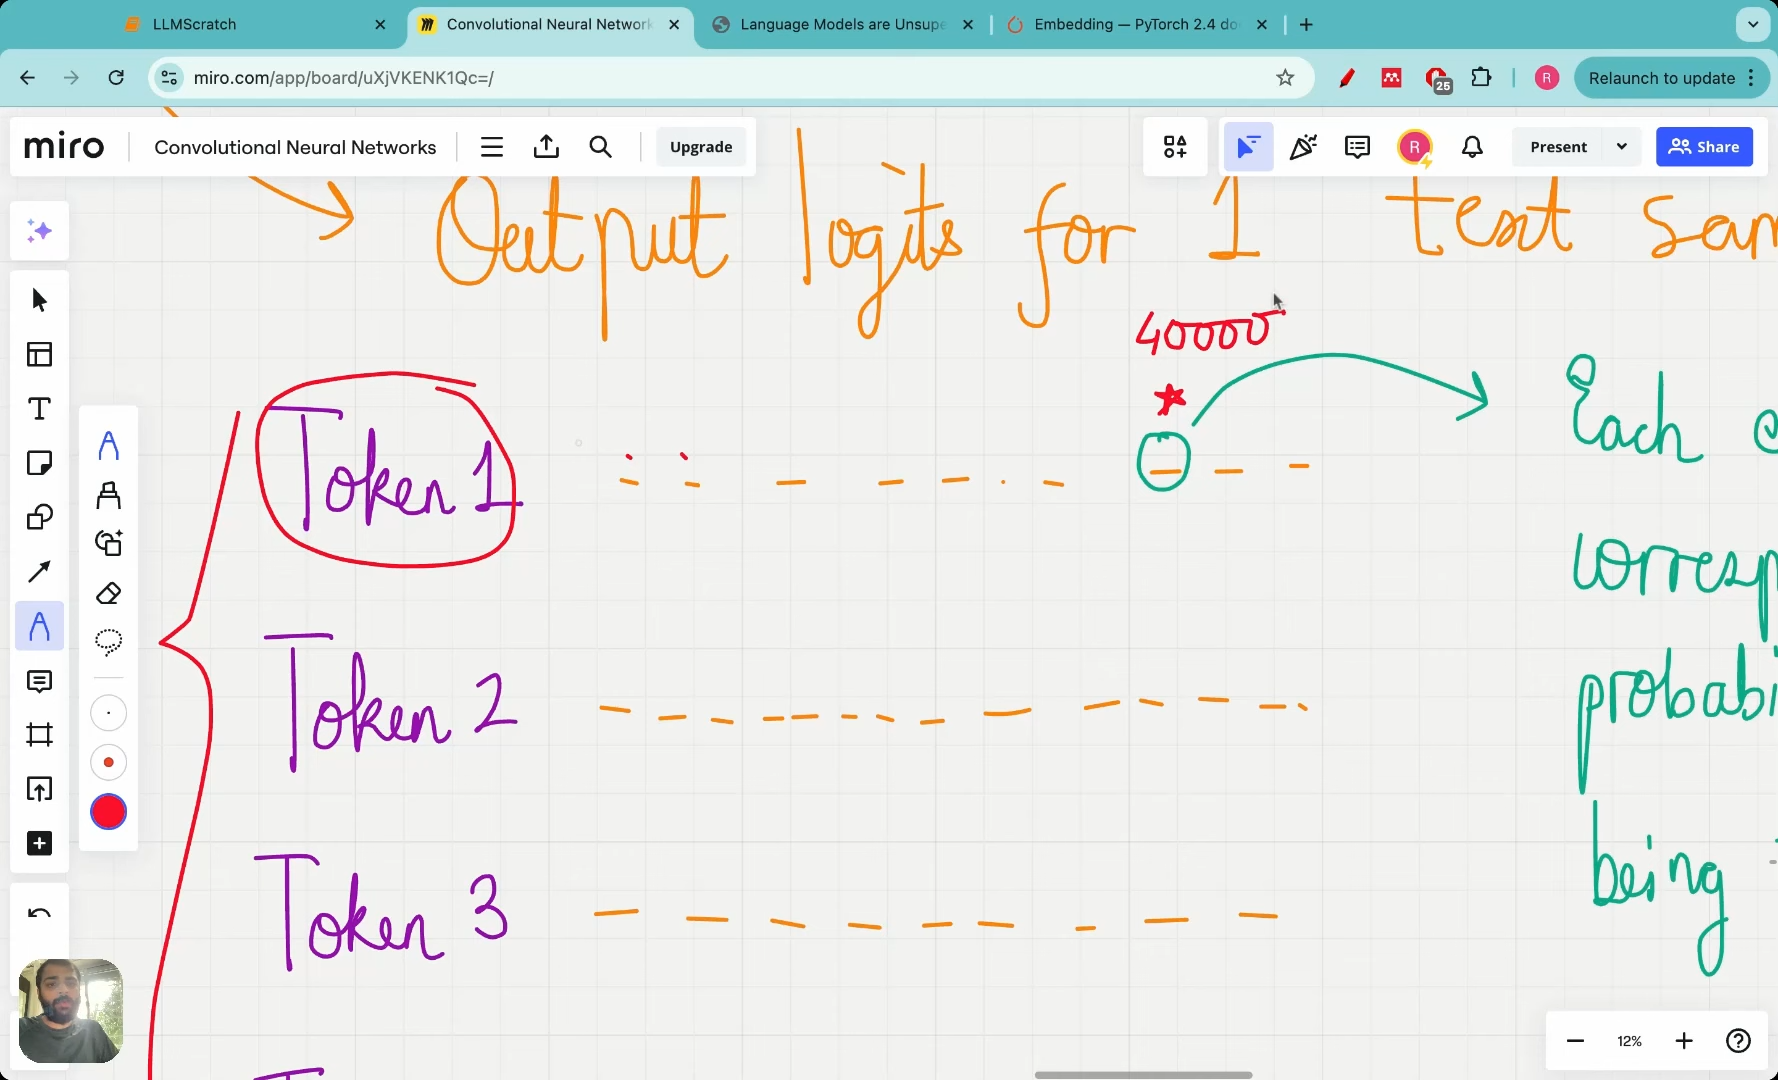 LLMScratch
Convolutional Neural Network
Language Models are Unsupe
Embedding — PyTorch 2.4 do
miro.com/app/board/uXjVKENK1Qc=/
25
R
Relaunch to update
miro
Convolutional Neural Networks
Upgrade
R
Present
Share
Output logits for 1 text sam
40000
Token 1
Each e
corresp
Token 2
probabi
being
Token 3
12%